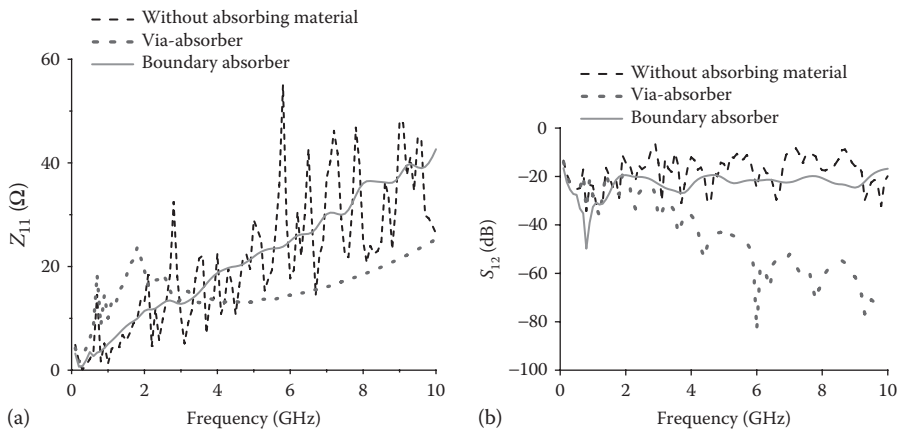 Without absorbing material
Via-absorber
Boundary absorber
60
40
20
0
Z11 (Ω)
0
2
4
6
8
10
Frequency (GHz)
(a)
Without absorbing material
Via-absorber
Boundary absorber
0
−20
−40
−60
−80
−100
S12 (dB)
0
2
4
6
8
10
Frequency (GHz)
(b)